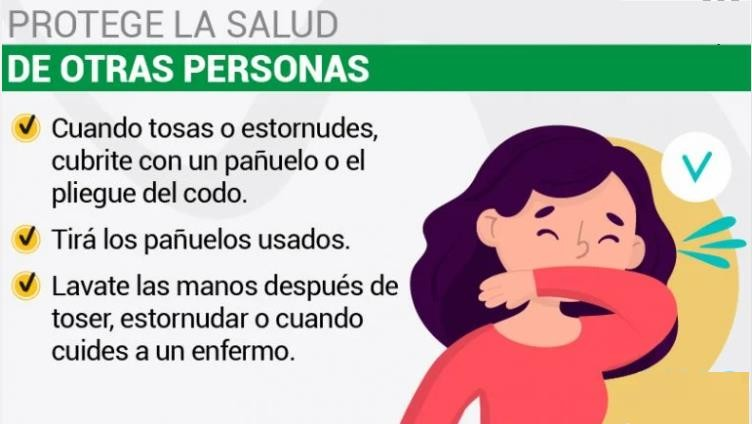 PROTEGE LA SALUD
DE OTRAS PERSONAS
Cuando tosas o estornudes,
cubrite con un pañuelo o el
pliegue del codo.
Tirá los pañuelos usados.
Lavate las manos después de
toser, estornudar o cuando
cuides a un enfermo.